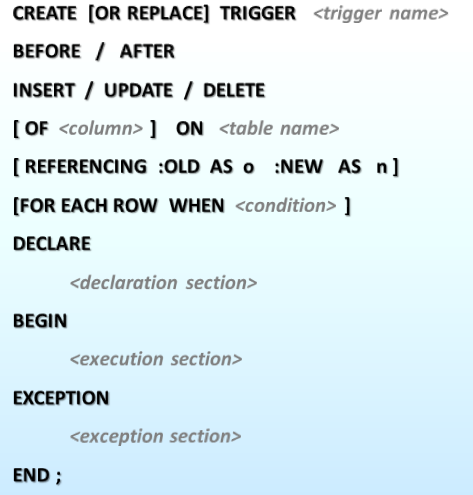 CREATE [OR REPLACE] TRIGGER <trigger name>
BEFORE / AFTER
INSERT / UPDATE / DELETE
[ OF <column> ] ON <table name>
[ REFERENCING :OLD AS o :NEW AS n ]
[FOR EACH ROW WHEN <condition> ]
DECLARE
<declaration section>
BEGIN
<execution section>
EXCEPTION
<exception section>
END ;